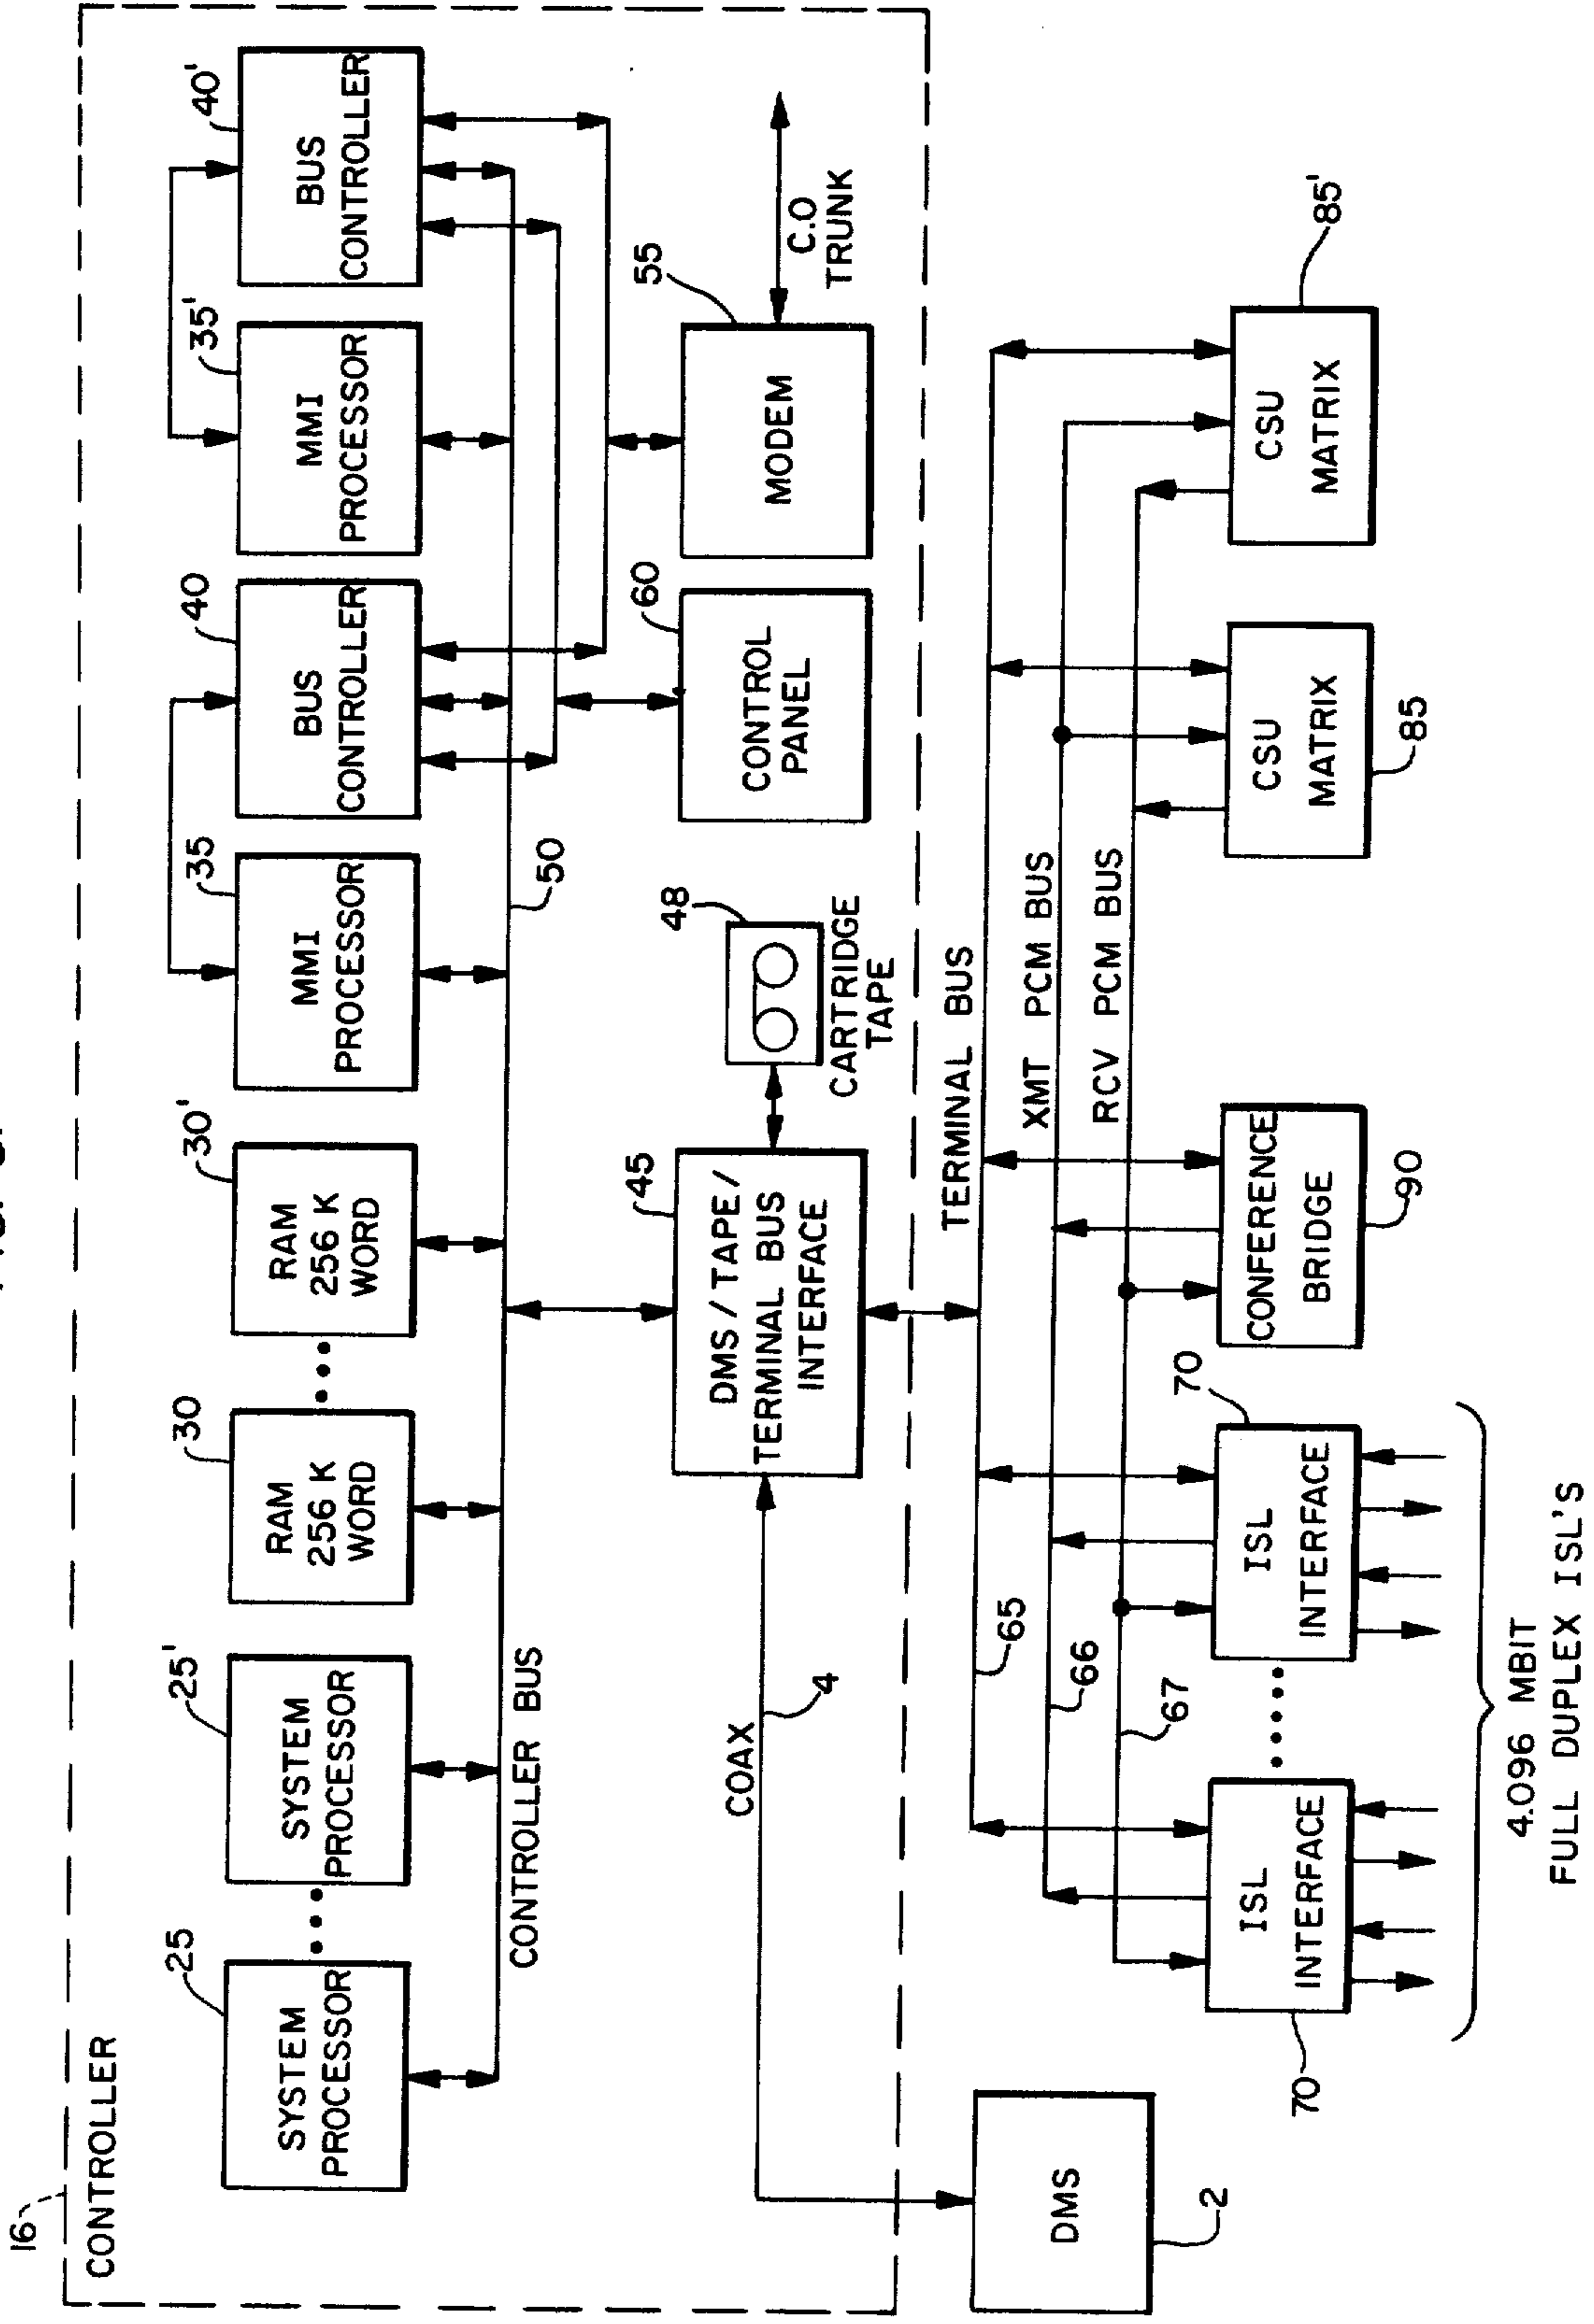 16
CONTROLLER
25
SYSTEM
PROCESSOR
25'
SYSTEM
PROCESSOR
30
RAM
256 K
WORD
30'
RAM
256 K
WORD
35
MMI
PROCESSOR
40
BUS
CONTROLLER
35'
MMI
PROCESSOR
40'
BUS
CONTROLLER
CONTROLLER BUS
50
COAX
4
45
DMS/TAPE/
TERMINAL BUS
INTERFACE
48
CARTRIDGE
TAPE
60
CONTROL
PANEL
55
MODEM
C.O
TRUNK
DMS
2
TERMINAL BUS
65
XMT PCM BUS
66
RCV PCM BUS
67
ISL
INTERFACE
70
ISL
INTERFACE
70
CONFERENCE
BRIDGE
90
CSU
MATRIX
85
CSU
MATRIX
85'
4.096 MBIT
FULL DUPLEX ISL'S